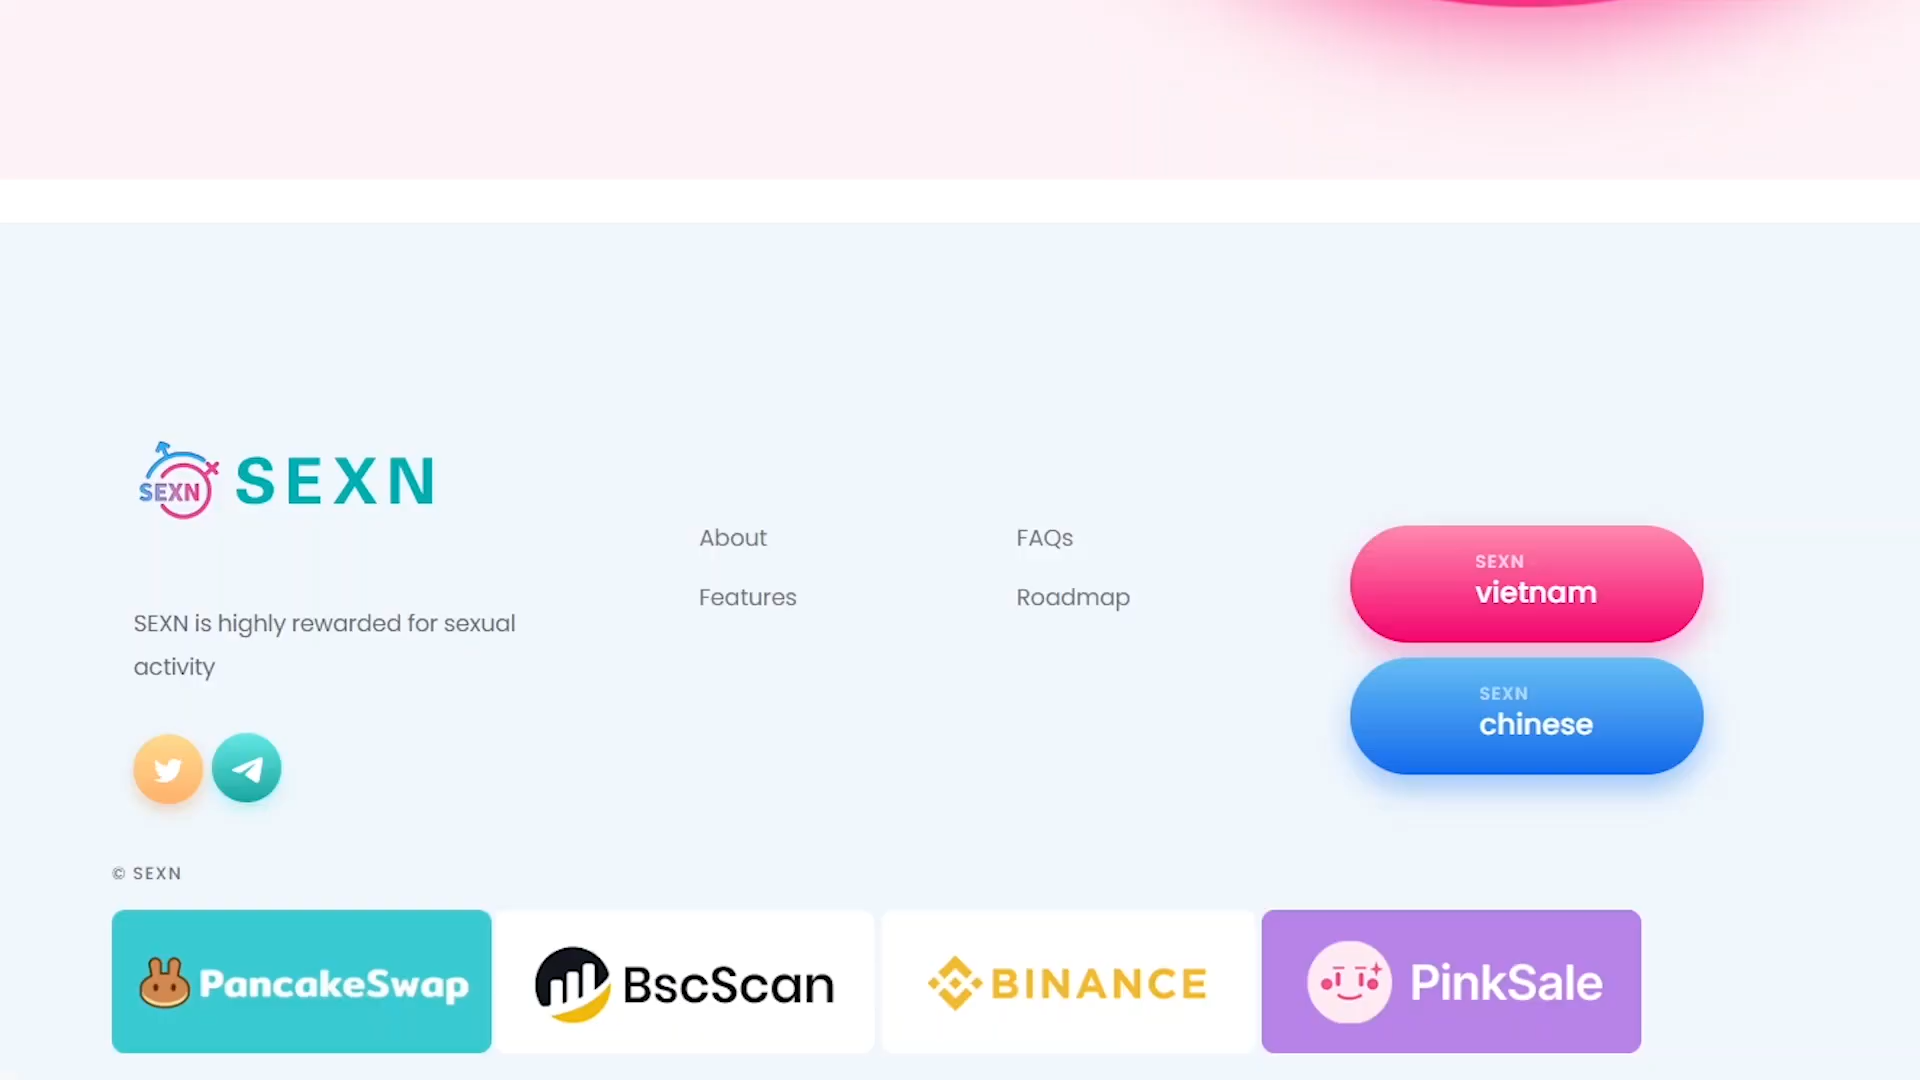 SEXN
SEXN
SEXN is highly rewarded for sexual
activity
About
Features
FAQs
Roadmap
SEXN
vietnam
SEXN
chinese
© SEXN
PancakeSwap
BscScan
BINANCE
PinkSale